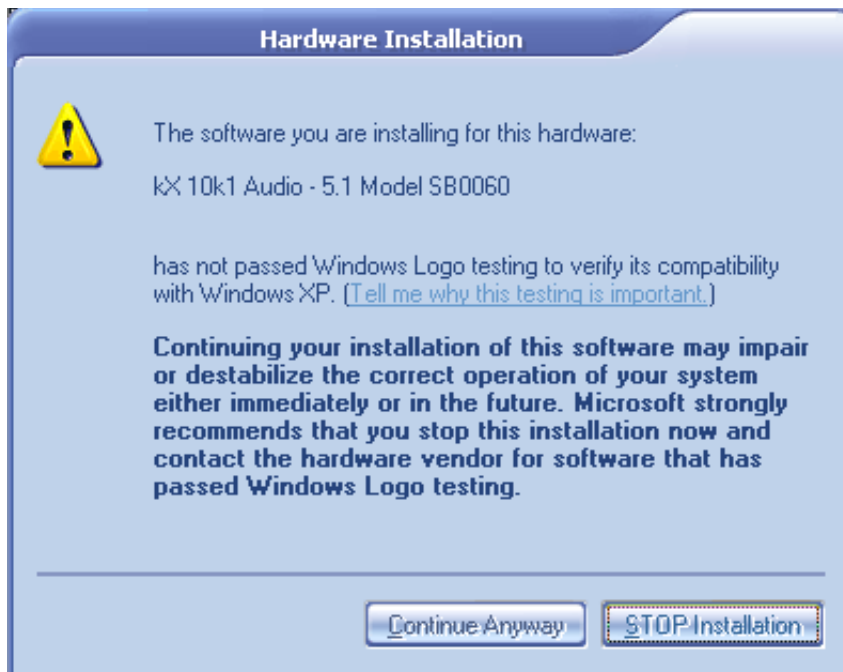 Hardware Installation
The software you are installing for this hardware:
kX 10k1 Audio - 5.1 Model SB0060
has not passed Windows Logo testing to verify its compatibility
with Windows XP. (Tell me why this testing is important.)
Continuing your installation of this software may impair
or destabilize the correct operation of your system
either immediately or in the future. Microsoft strongly
recommends that you stop this installation now and
contact the hardware vendor for software that has
passed Windows Logo testing.
Continue Anyway
STOP Installation